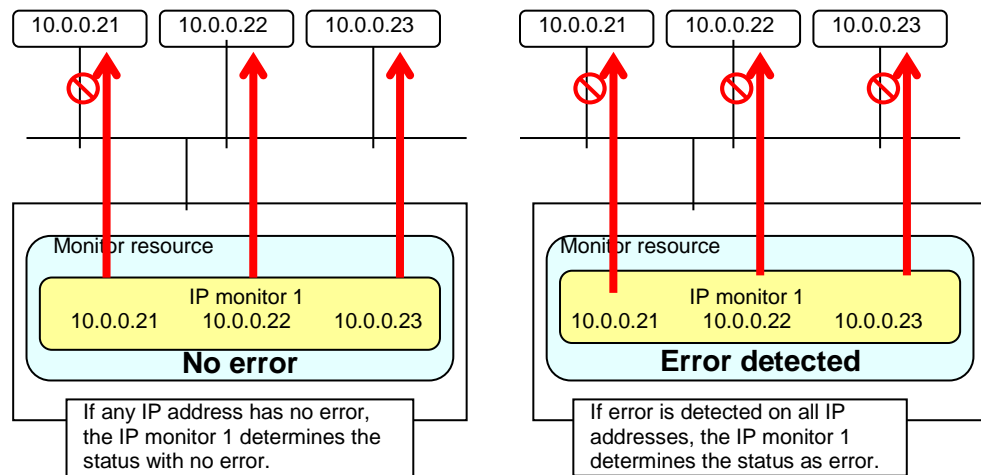 10.0.0.21 10.0.0.22 10.0.0.23
Monitor resource
IP monitor 1
10.0.0.21 10.0.0.22 10.0.0.23
No error
If any IP address has no error,
the IP monitor 1 determines the
status with no error.
10.0.0.21 10.0.0.22 10.0.0.23
Monitor resource
IP monitor 1
10.0.0.21 10.0.0.22 10.0.0.23
Error detected
If error is detected on all IP
addresses, the IP monitor 1
determines the status as error.